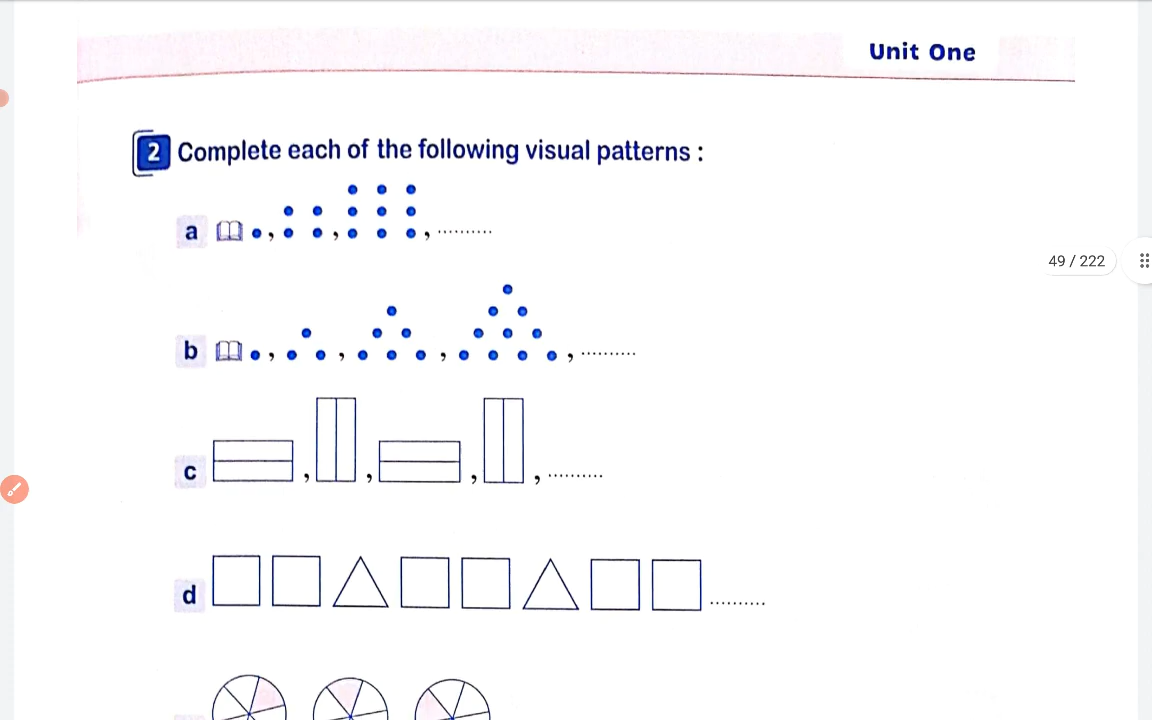 Unit One
2 Complete each of the following visual patterns :
a . , , , ..........
49 / 222
b . , , , , ..........
c , , , , ..........
d ..........